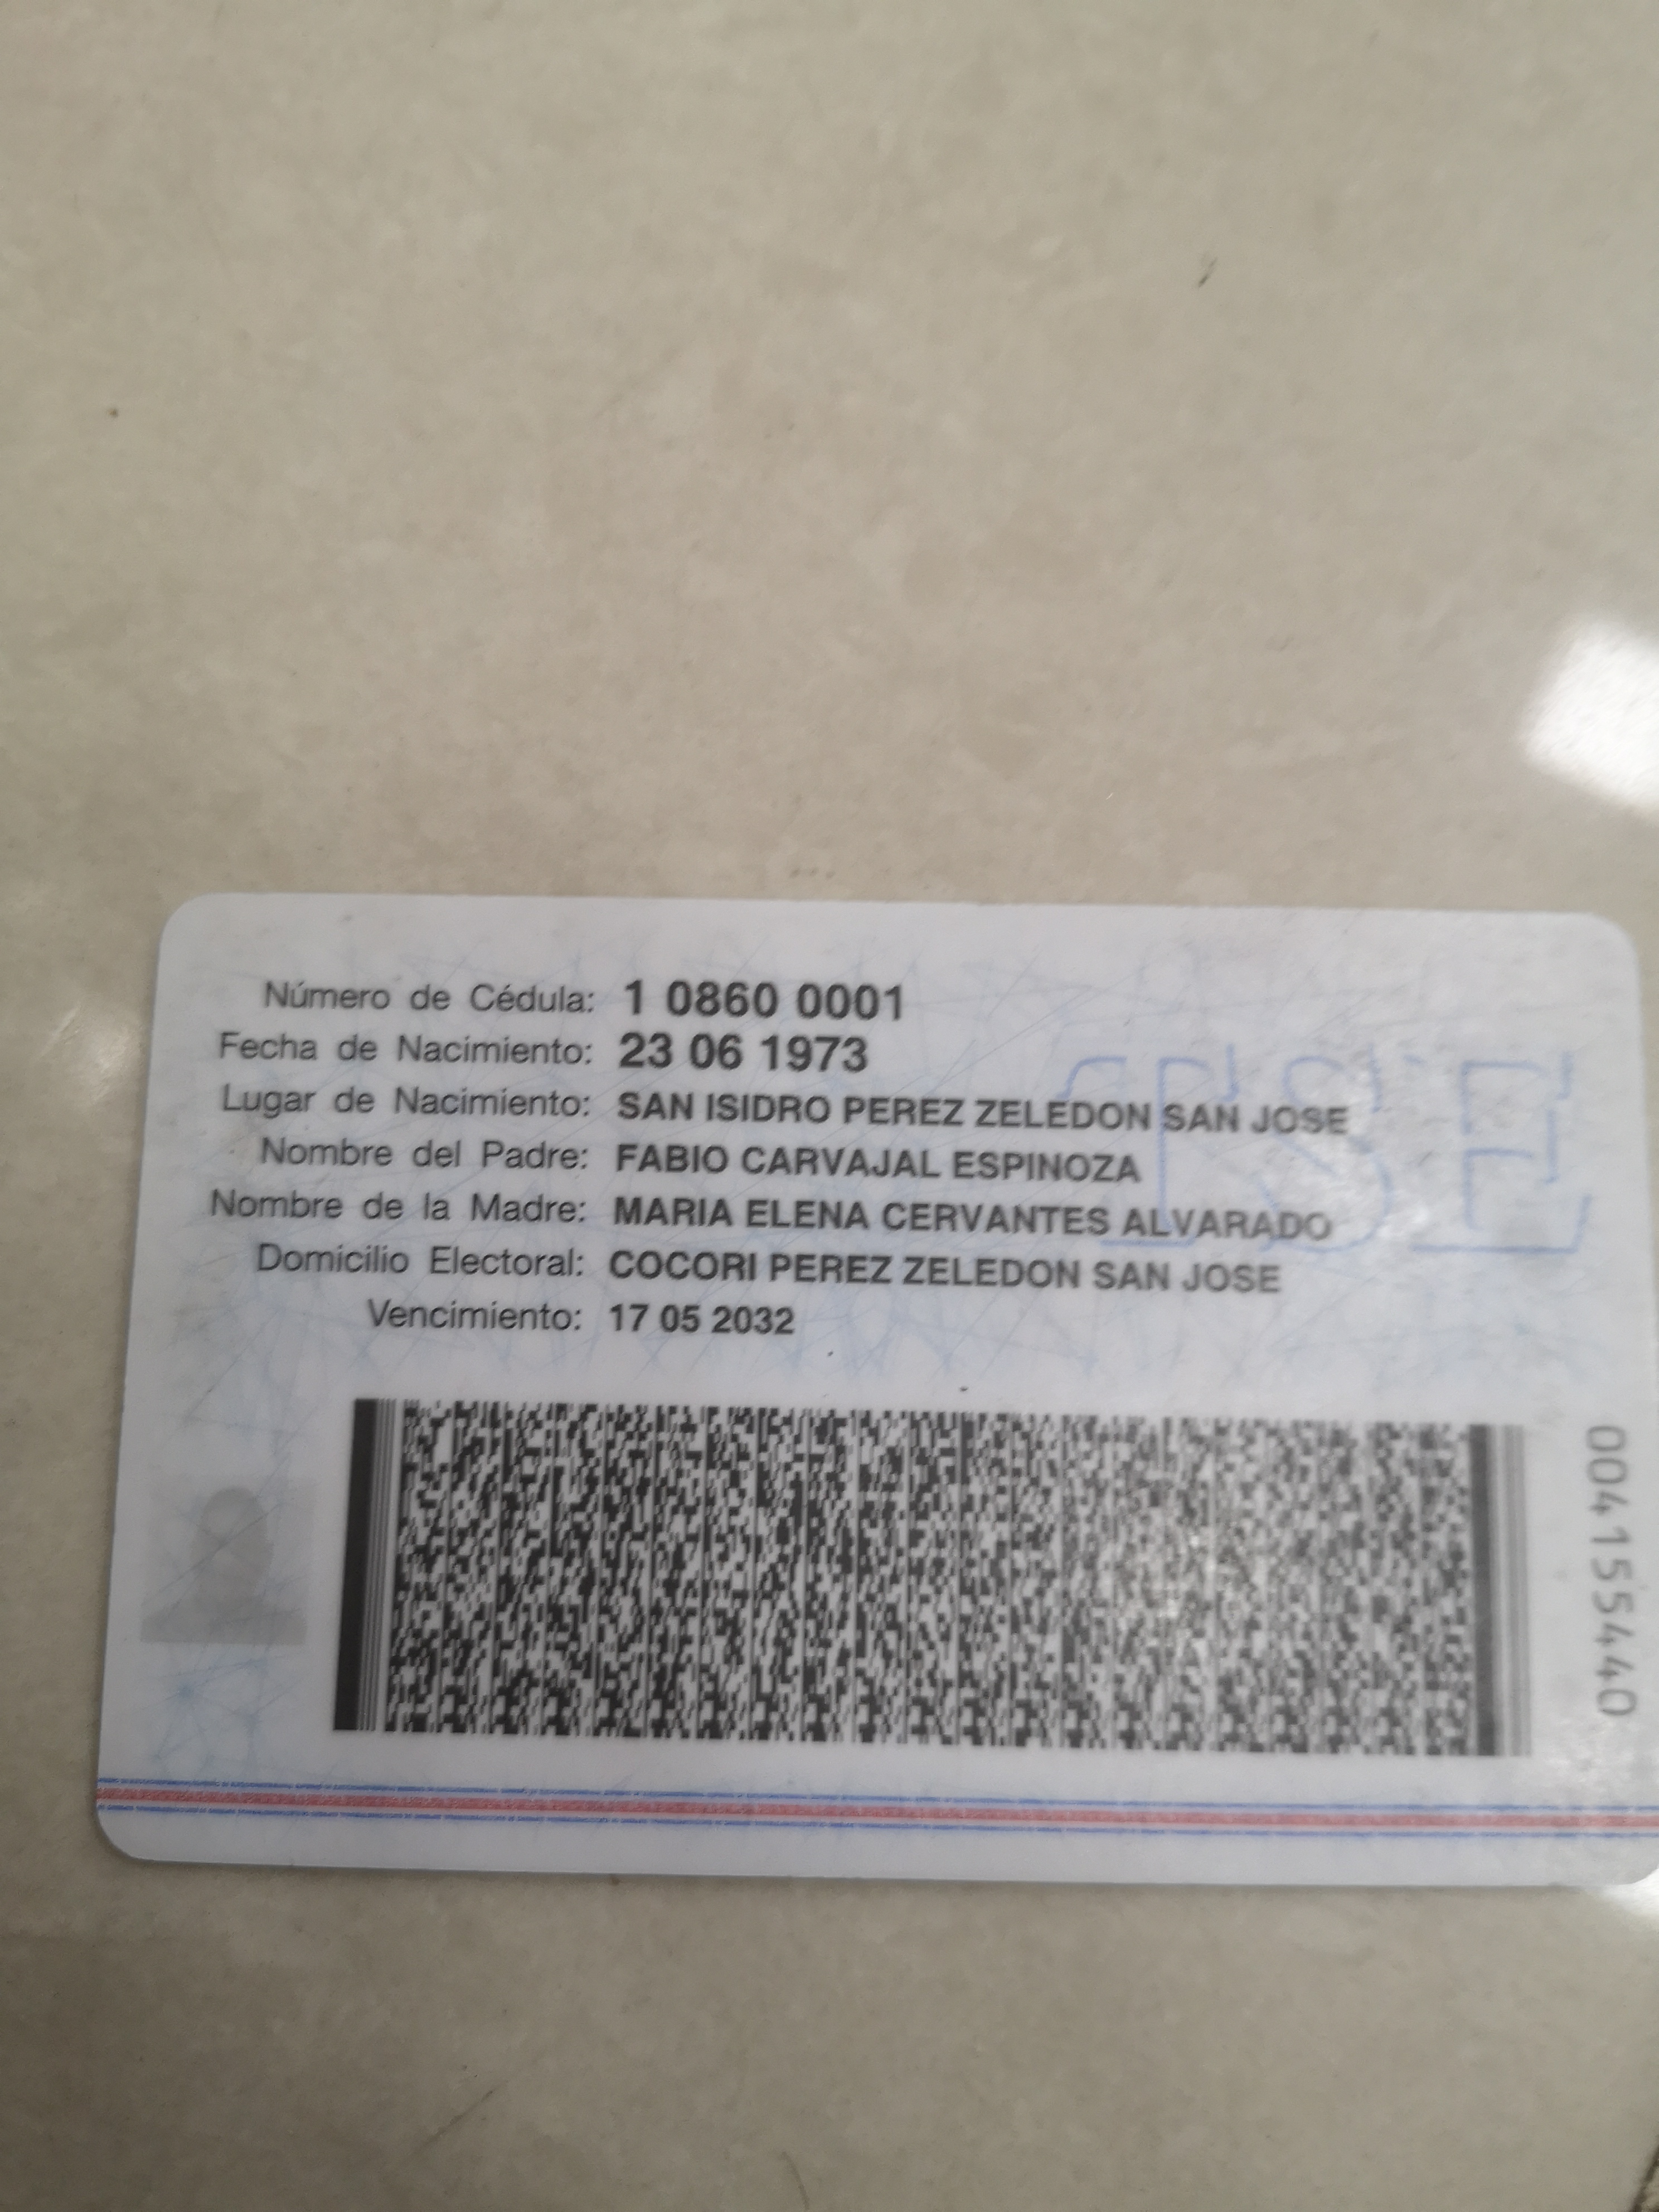 Número de Cédula: 1 0860 0001
Fecha de Nacimiento: 23 06 1973
Lugar de Nacimiento: SAN ISIDRO PEREZ ZELEDON SAN JOSE
Nombre del Padre: FABIO CARVAJAL ESPINOZA
Nombre de la Madre: MARIA ELENA CERVANTES ALVARADO
Domicilio Electoral: COCORI PEREZ ZELEDON SAN JOSE
Vencimiento: 17 05 2032
TSE
004155440